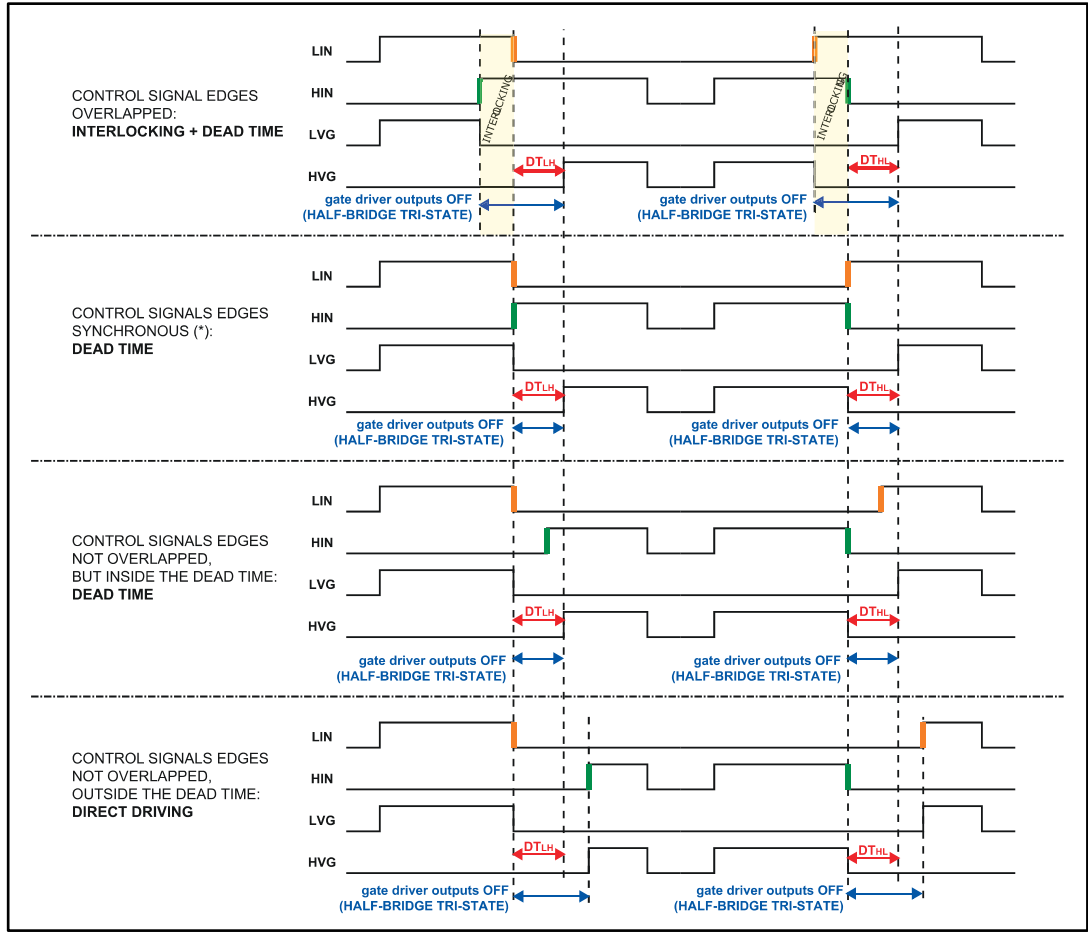 LIN
HIN
LVG
HVG
CONTROL SIGNAL EDGES
OVERLAPPED:
INTERLOCKING + DEAD TIME
INTERLOCKING
INTERLOCKING
DTLH
DTHL
gate driver outputs OFF
(HALF-BRIDGE TRI-STATE)
gate driver outputs OFF
(HALF-BRIDGE TRI-STATE)
LIN
HIN
LVG
HVG
CONTROL SIGNALS EDGES
SYNCHRONOUS (*):
DEAD TIME
DTLH
DTHL
gate driver outputs OFF
(HALF-BRIDGE TRI-STATE)
gate driver outputs OFF
(HALF-BRIDGE TRI-STATE)
LIN
HIN
LVG
HVG
CONTROL SIGNALS EDGES
NOT OVERLAPPED,
BUT INSIDE THE DEAD TIME:
DEAD TIME
DTLH
DTHL
gate driver outputs OFF
(HALF-BRIDGE TRI-STATE)
gate driver outputs OFF
(HALF-BRIDGE TRI-STATE)
LIN
HIN
LVG
HVG
CONTROL SIGNALS EDGES
NOT OVERLAPPED,
OUTSIDE THE DEAD TIME:
DIRECT DRIVING
DTLH
DTHL
gate driver outputs OFF
(HALF-BRIDGE TRI-STATE)
gate driver outputs OFF
(HALF-BRIDGE TRI-STATE)